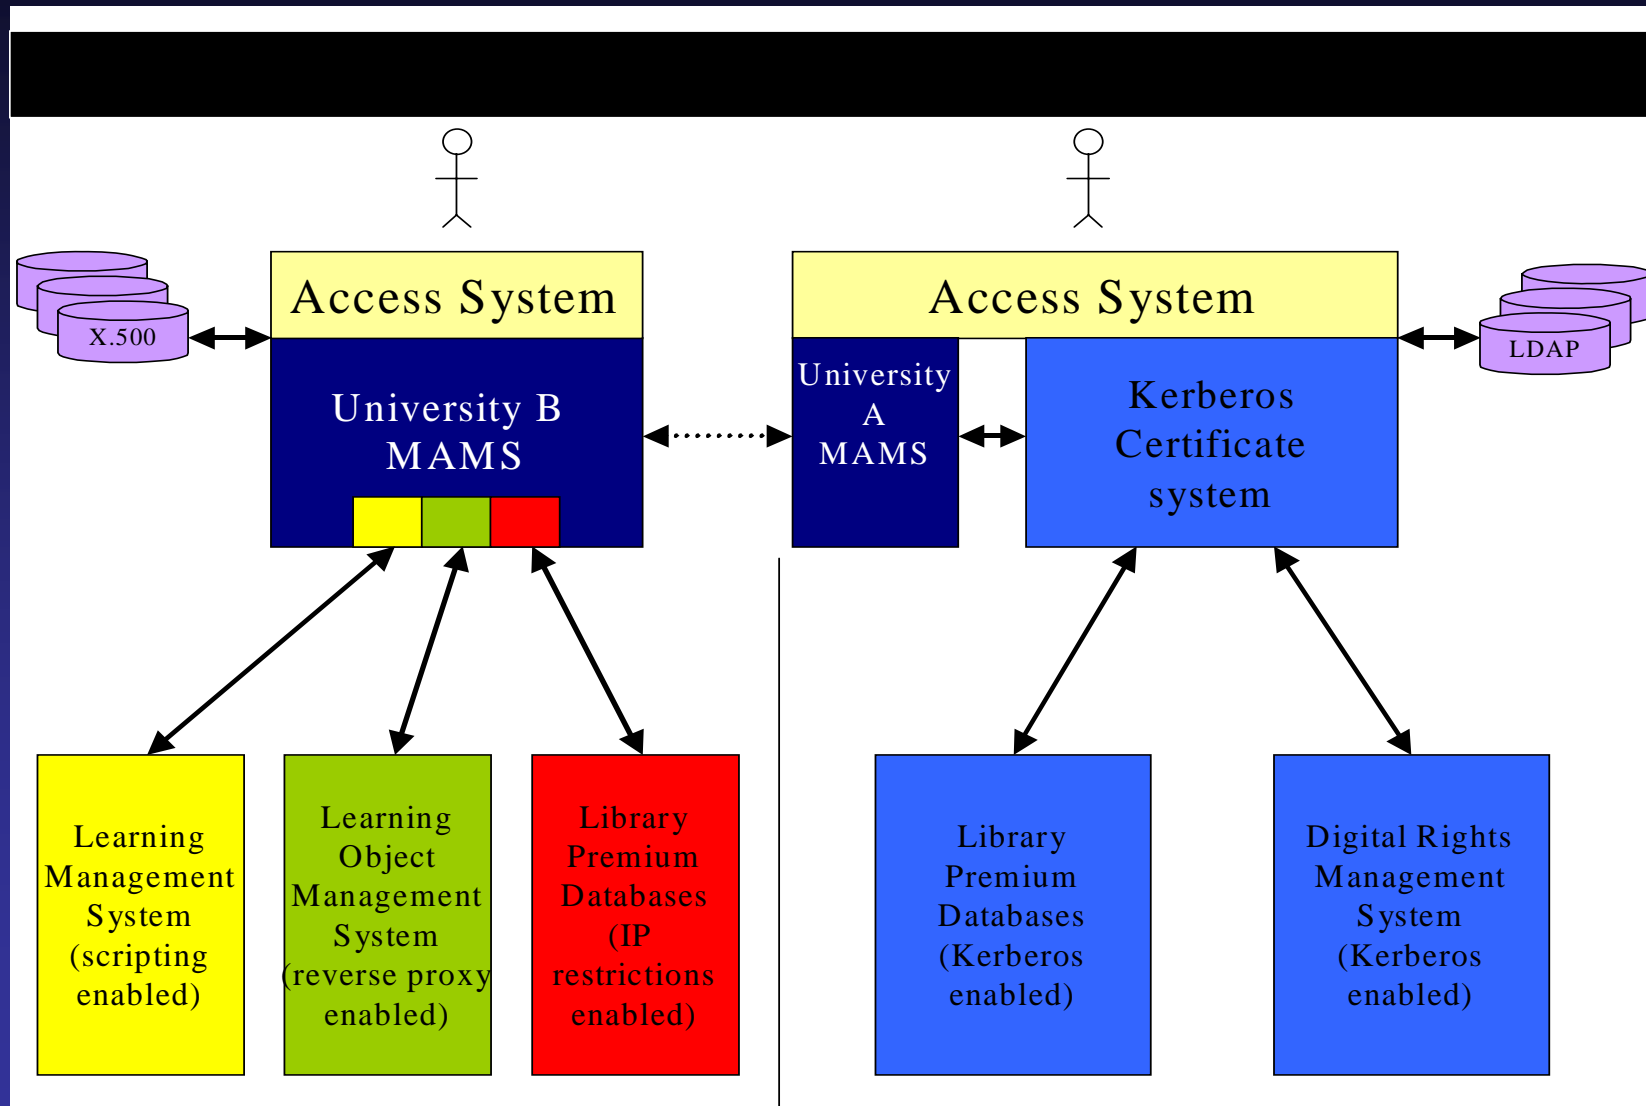 Access System
Access System
X.500
LDAP
University B
MAMS
University
A
MAMS
Kerberos
Certificate
system
Learning
Management
System
(scripting
enabled)
Learning
Object
Management
System
(reverse proxy
enabled)
Library
Premium
Databases
(IP
restrictions
enabled)
Library
Premium
Databases
(Kerberos
enabled)
Digital Rights
Management
System
(Kerberos
enabled)